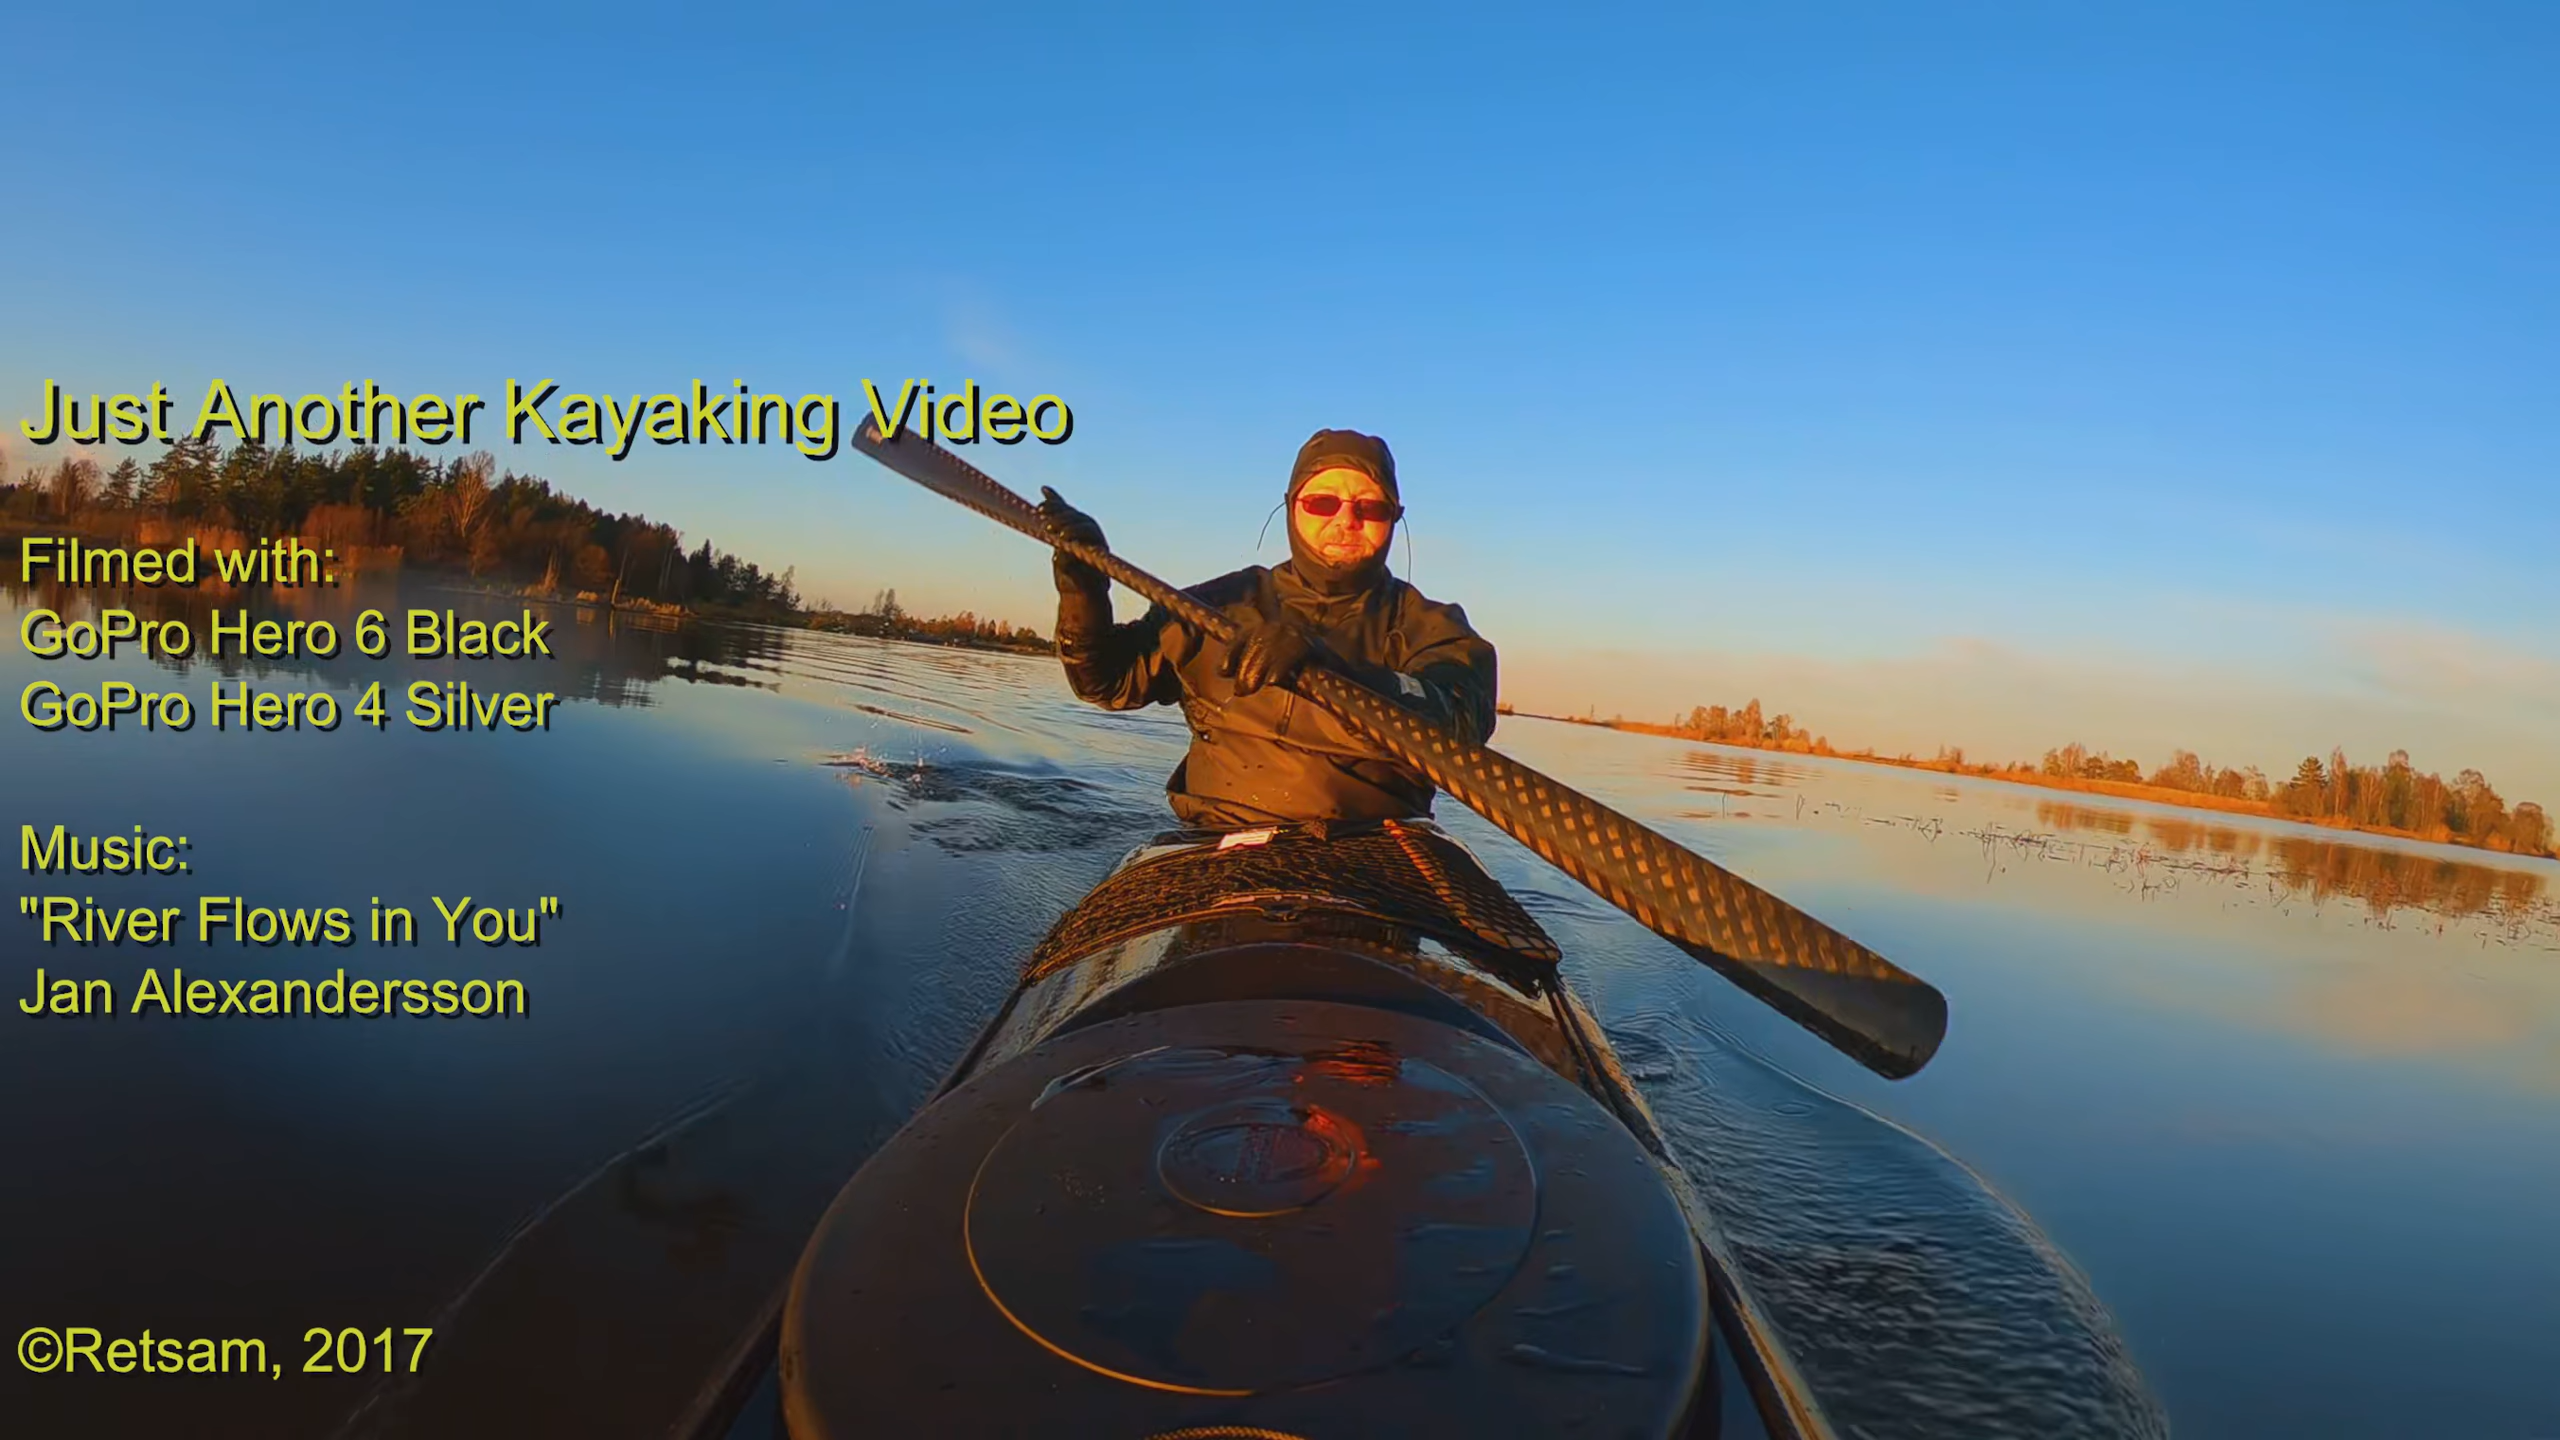 Just Another Kayaking Video
Filmed with:
GoPro Hero 6 Black
GoPro Hero 4 Silver
Music:
"River Flows in You"
Jan Alexandersson
©Retsam, 2017